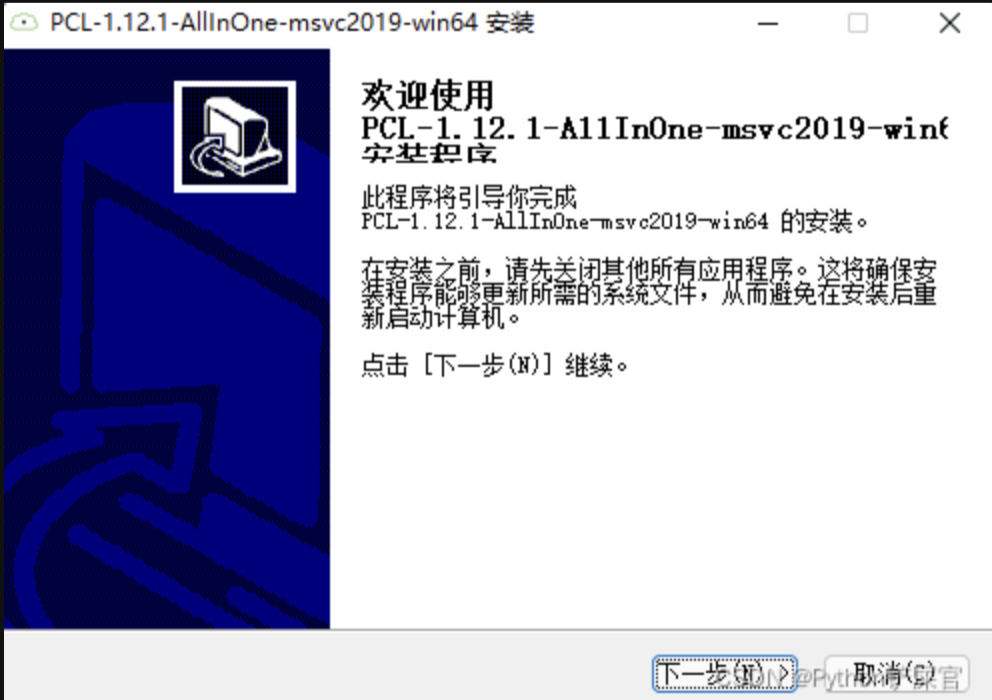 PCL-1.12.1-AllInOne-msvc2019-win64 安装
欢迎使用
PCL-1.12.1-AllInOne-msvc2019-win6
安装程序
此程序将引导你完成
PCL-1.12.1-AllInOne-msvc2019-win64 的安装。
在安装之前，请先关闭其他所有应用程序。这将确保安
装程序能够更新所需的系统文件，从而避免在安装后重
新启动计算机。
点击 [下一步(N)] 继续。
下一步(N) >
取消(C)
CSDN @Python